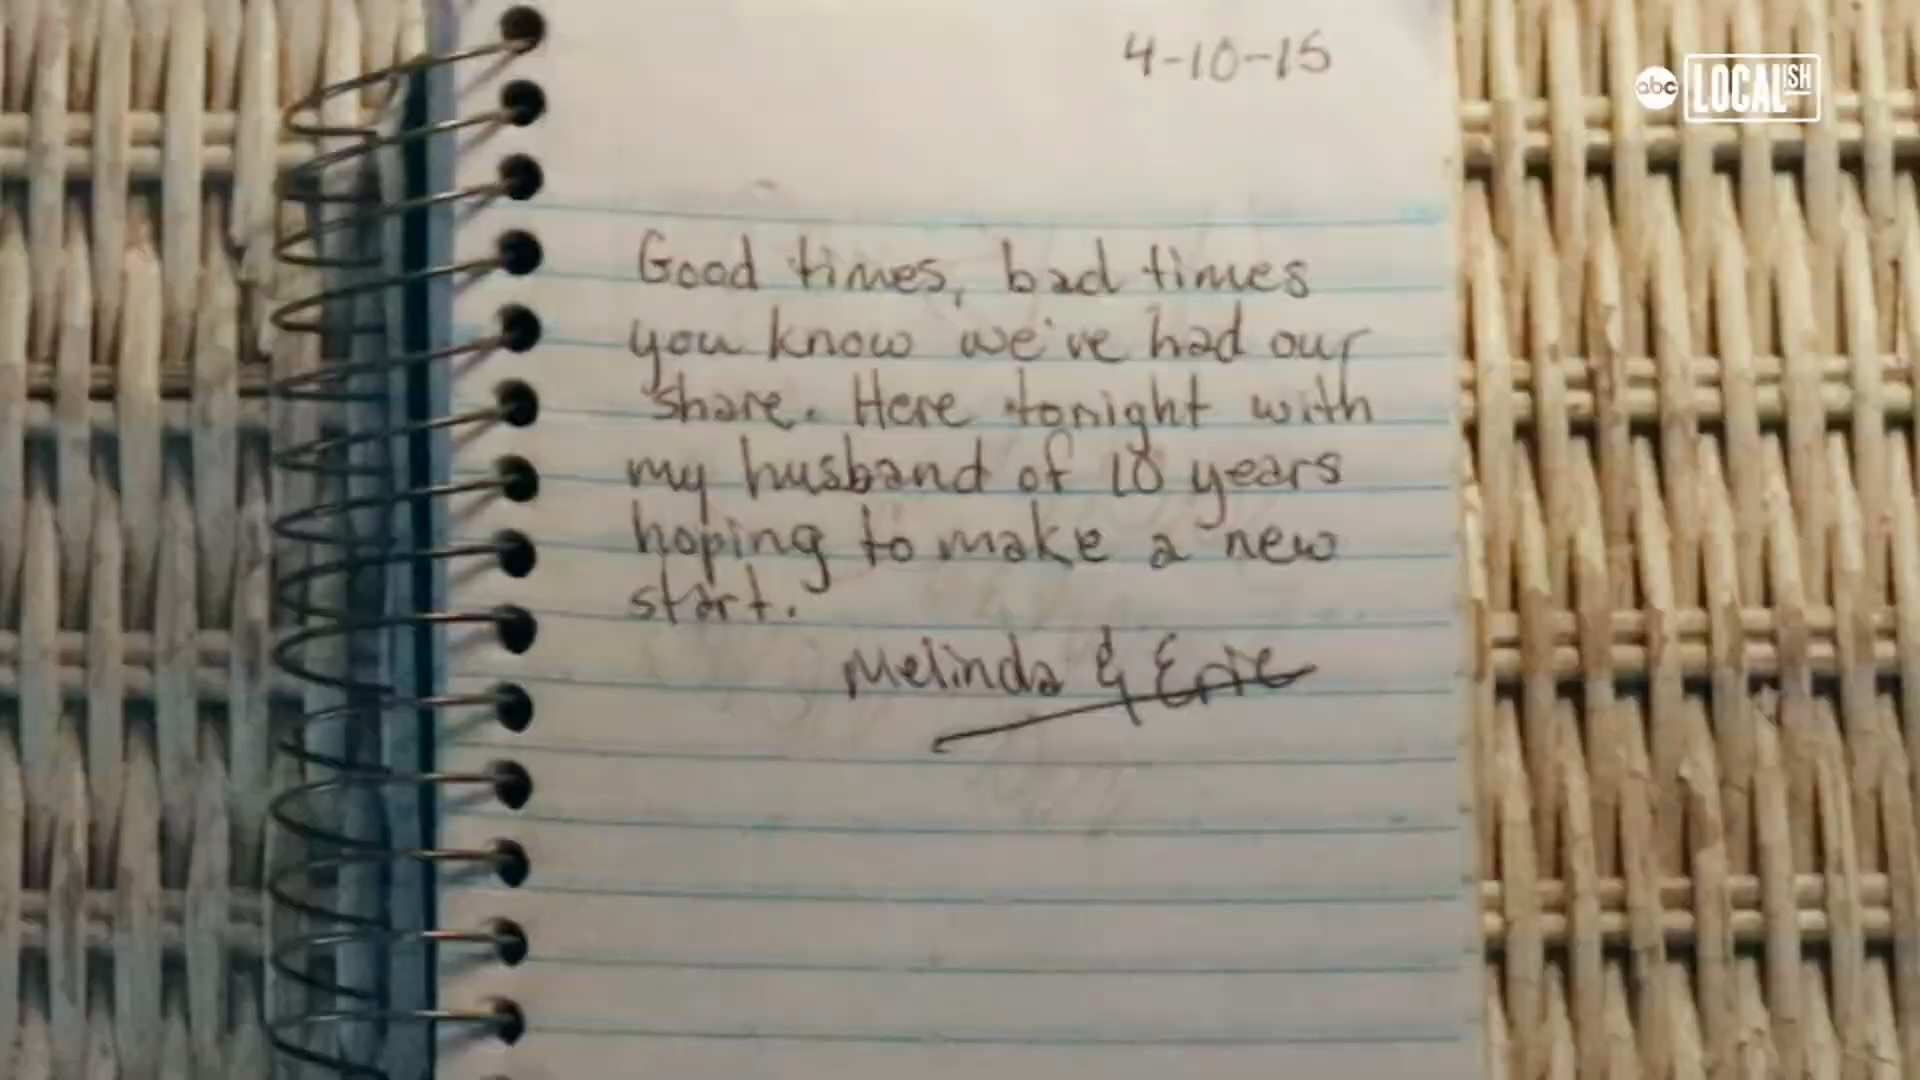 4-10-15
abc LOCALISH
Good times, bad times
you know we've had our
share. Here tonight with
my husband of 10 years
hoping to make a new
start.
Melinda & Eric